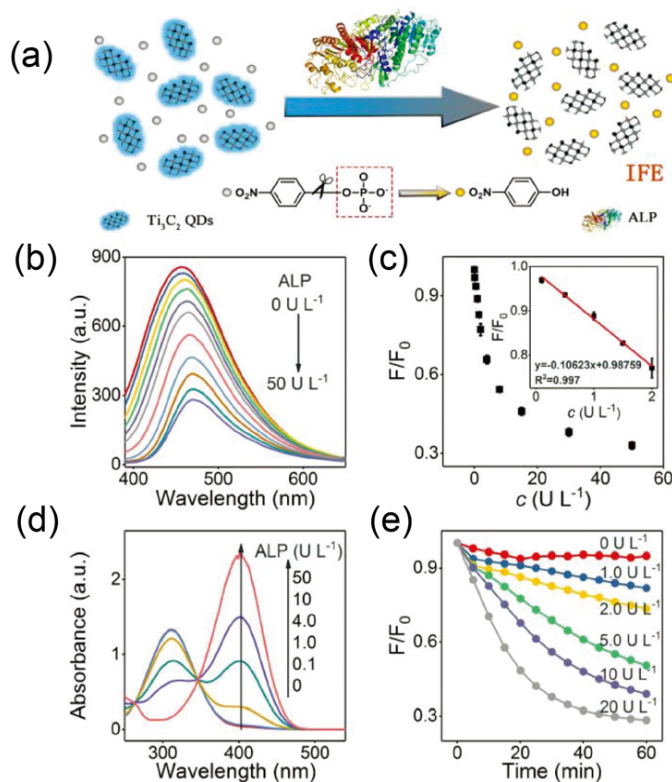 (a)
IFE
O₂N
O-P-O⁻
O
O⁻
O₂N
OH
Ti₃C₂ QDs
ALP
(b)
900
600
300
0
Intensity (a.u.)
ALP
0 U L⁻¹
50 U L⁻¹
400
500
600
Wavelength (nm)
(c)
0.9
0.6
0.3
F/F₀
1.0
0.9
0.8
F/F₀
y=-0.10623x+0.98759
R²=0.997
0
1
2
c (U L⁻¹)
0
20
40
60
c (U L⁻¹)
(d)
2
1
0
Absorbance (a.u.)
ALP (U L⁻¹)
50
10
4.0
1.0
0.1
0
300
400
500
Wavelength (nm)
(e)
0.9
0.6
0.3
F/F₀
0 U L⁻¹
1.0 U L⁻¹
2.0 U L⁻¹
5.0 U L⁻¹
10 U L⁻¹
20 U L⁻¹
0
20
40
60
Time (min)